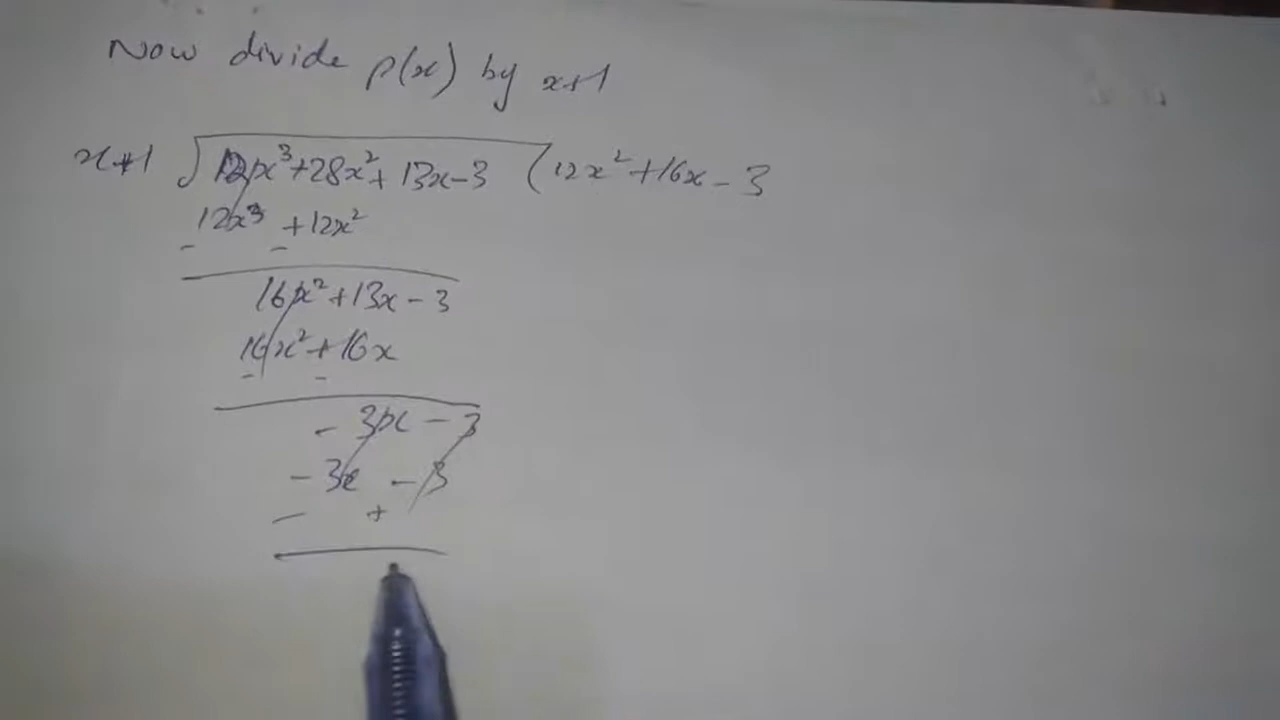 Now divide p(x) by x+1
x+1 ) 12x³+28x²+13x-3 ( 12x²+16x-3
12x³ +12x²
- -
16x²+13x-3
16x²+16x
- -
-3x-3
-3x -3
- +